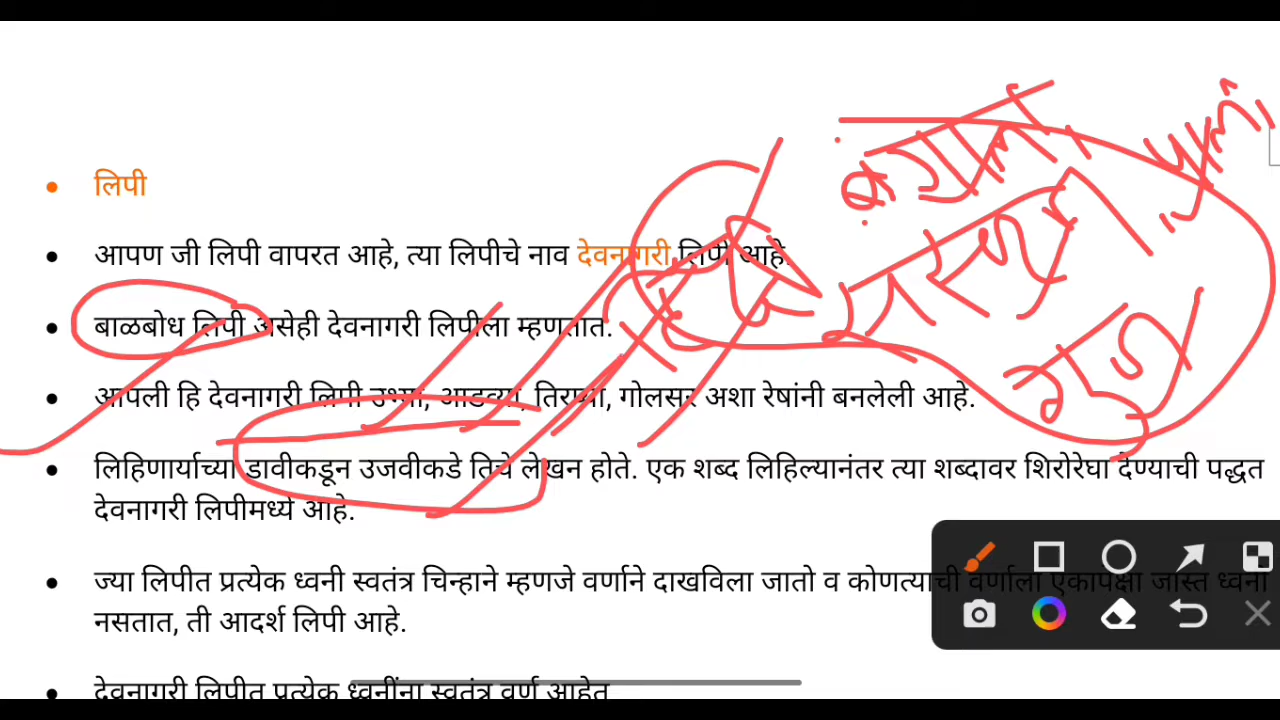 लिपी
आपण जी लिपी वापरत आहे, त्या लिपीचे नाव देवनागरी लिपी आहे.
बाळबोध लिपी असेही देवनागरी लिपीला म्हणतात.
आपली हि देवनागरी लिपी उभ्या, आडव्या, तिरप्या, गोलसर अशा रेषांनी बनलेली आहे.
लिहिणार्याच्या डावीकडून उजवीकडे तिचे लेखन होते. एक शब्द लिहिल्यानंतर त्या शब्दावर शिरोरेघा देण्याची पद्धत
देवनागरी लिपीमध्ये आहे.
ज्या लिपीत प्रत्येक ध्वनी स्वतंत्र चिन्हाने म्हणजे वर्णाने दाखविला जातो व कोणत्याची वर्णाला एकापेक्षा जास्त ध्वनी
नसतात, ती आदर्श लिपी आहे.
देवनागरी लिपीत प्रत्येक ध्वनींना स्वतंत्र वर्ण आहेत